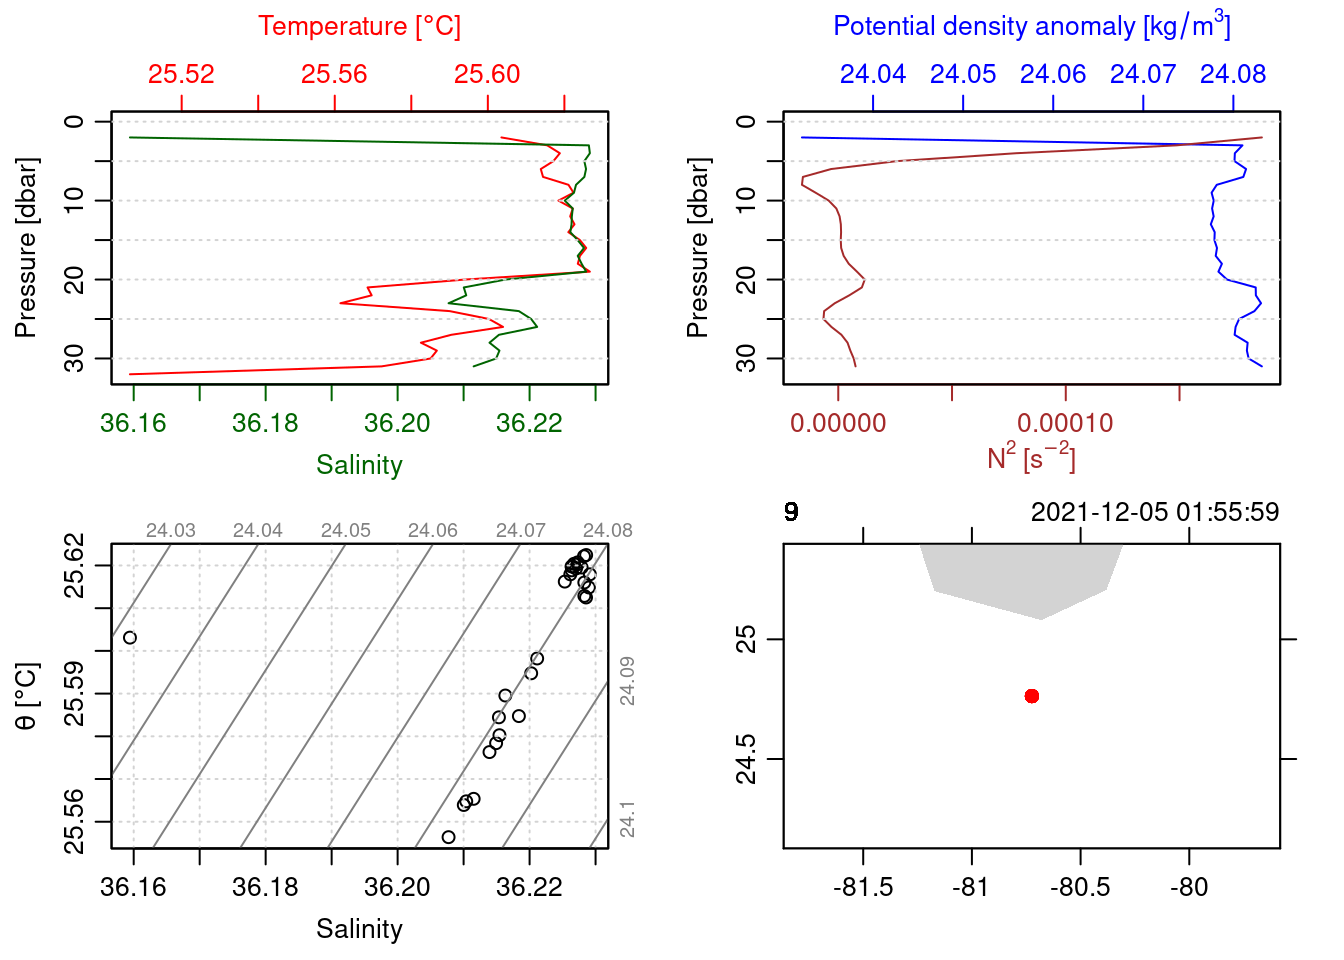 Temperature [°C]
25.52 25.56 25.60
0
10
20
30
Pressure [dbar]
36.16 36.18 36.20 36.22
Salinity
Potential density anomaly [kg/m³]
24.04 24.05 24.06 24.07 24.08
0
10
20
30
Pressure [dbar]
0.00000 0.00010
N² [s⁻²]
24.03 24.04 24.05 24.06 24.07 24.08
24.09
24.1
25.62
25.59
25.56
θ [°C]
36.16 36.18 36.20 36.22
Salinity
9 2021-12-05 01:55:59
25
24.5
-81.5 -81 -80.5 -80